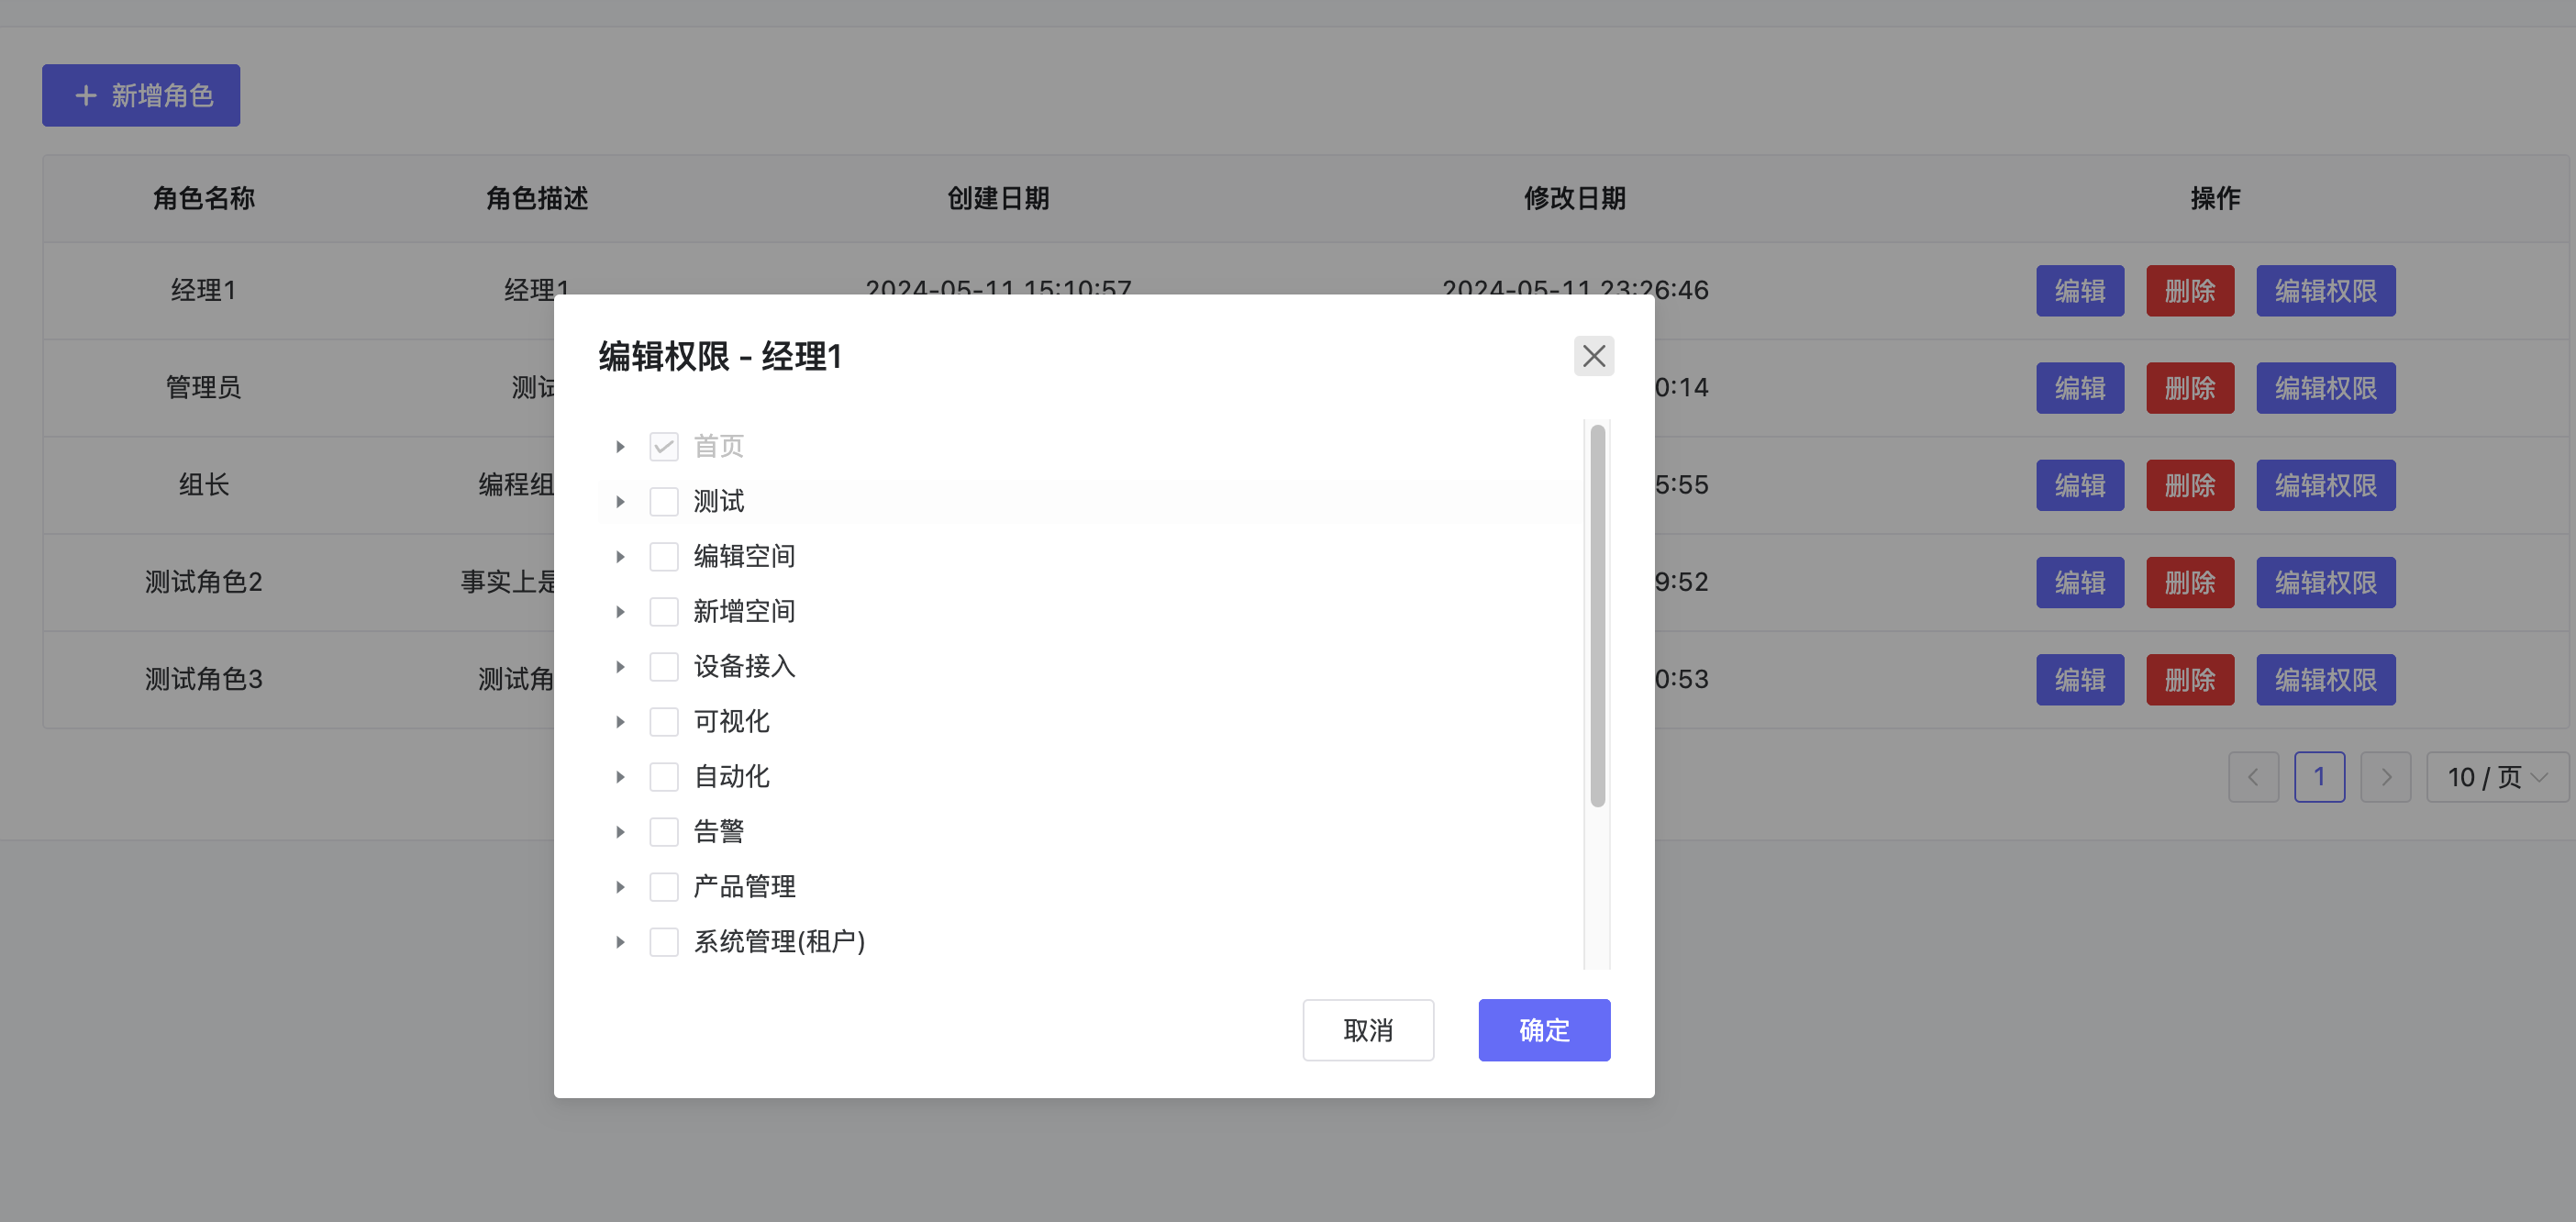 新增角色
角色名称 角色描述 创建日期 修改日期 操作
经理1 经理1 2024-05-11 15:10:57 2024-05-11 23:26:46 编辑 删除 编辑权限
编辑权限 - 经理1
管理员 测试 0:14 编辑 删除 编辑权限
首页
组长 编程组 5:55 编辑 删除 编辑权限
测试
编辑空间
测试角色2 事实上是 9:52 编辑 删除 编辑权限
新增空间
设备接入
测试角色3 测试角 0:53 编辑 删除 编辑权限
可视化
自动化
1 10 / 页
告警
产品管理
系统管理(租户)
取消 确定